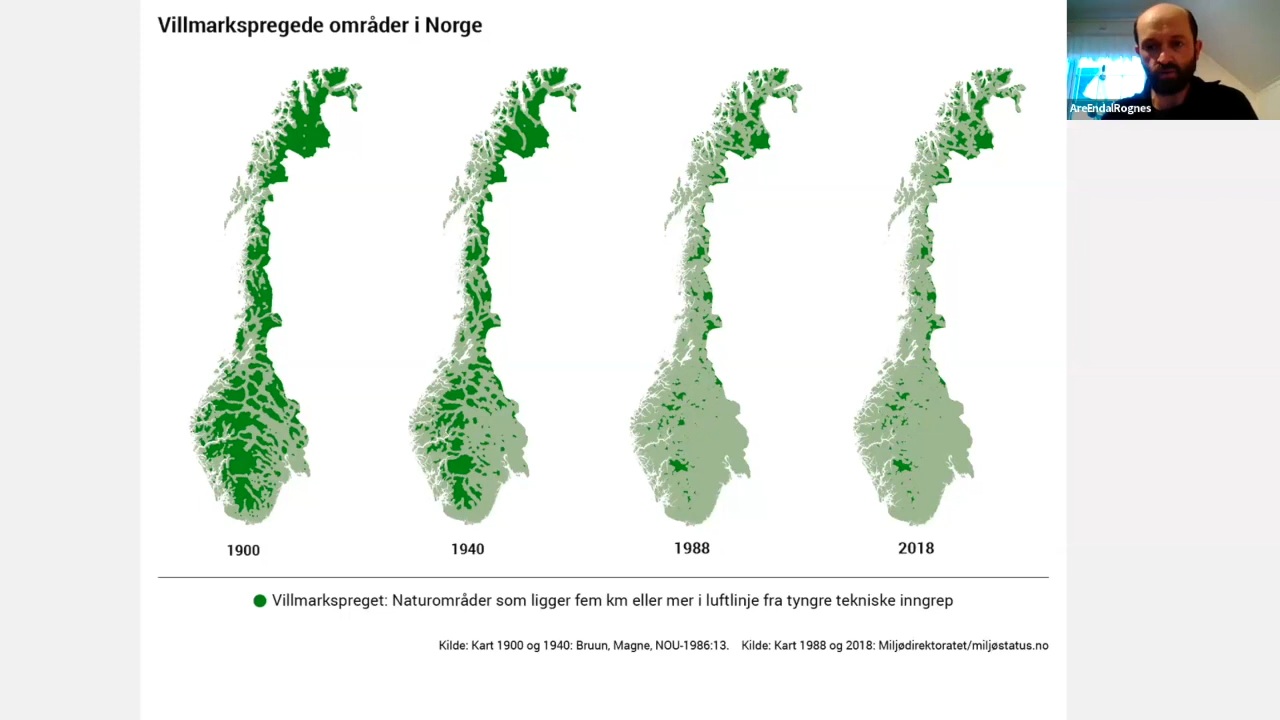 Villmarkspregede områder i Norge
AreEndalRognes
1900
1940
1988
2018
Villmarkspreget: Naturområder som ligger fem km eller mer i luftlinje fra tyngre tekniske inngrep
Kilde: Kart 1900 og 1940: Bruun, Magne, NOU-1986:13. Kilde: Kart 1988 og 2018: Miljødirektoratet/miljøstatus.no